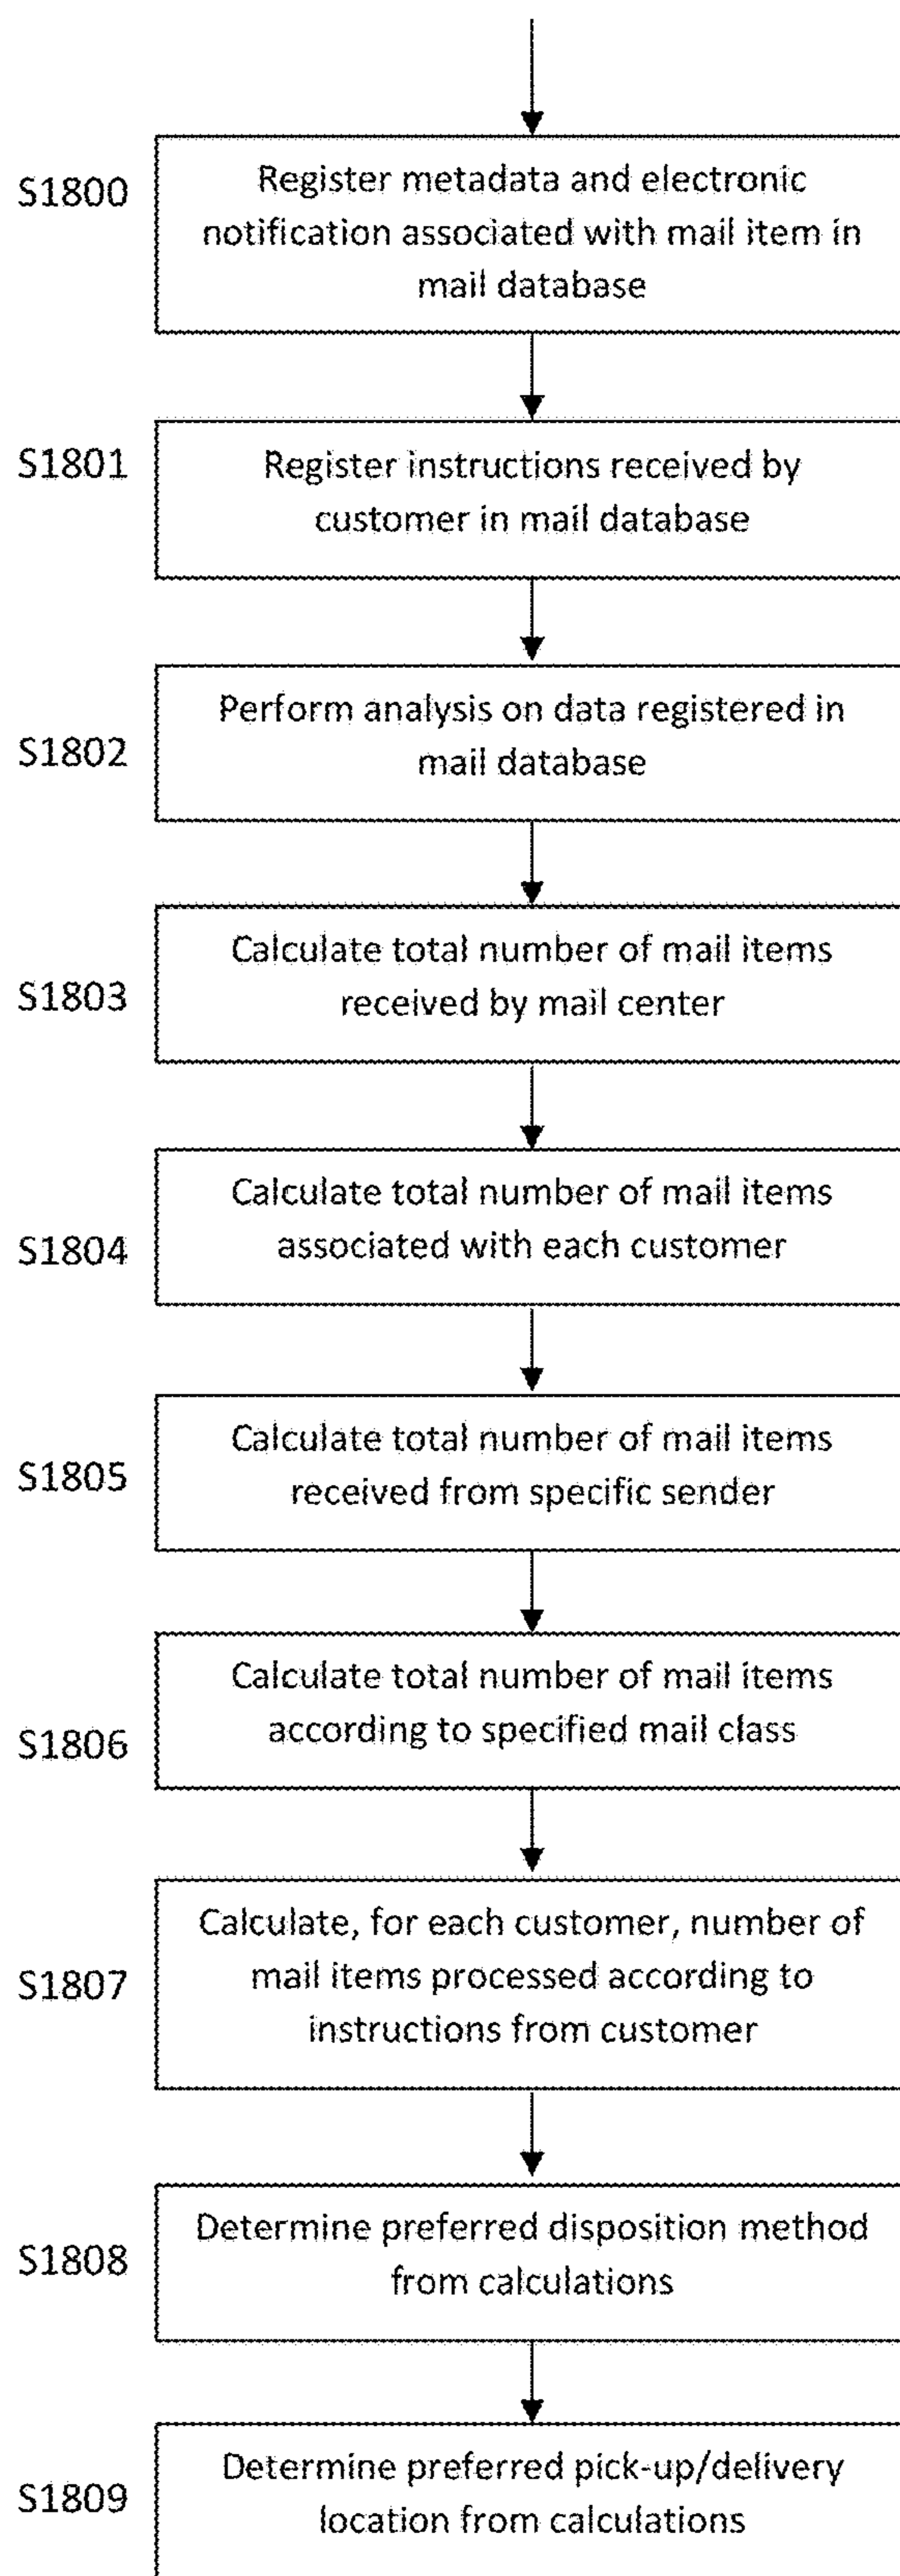 S1800
Register metadata and electronic
notification associated with mail item in
mail database
S1801
Register instructions received by
customer in mail database
S1802
Perform analysis on data registered in
mail database
S1803
Calculate total number of mail items
received by mail center
S1804
Calculate total number of mail items
associated with each customer
S1805
Calculate total number of mail items
received from specific sender
S1806
Calculate total number of mail items
according to specified mail class
S1807
Calculate, for each customer, number of
mail items processed according to
instructions from customer
S1808
Determine preferred disposition method
from calculations
S1809
Determine preferred pick-up/delivery
location from calculations